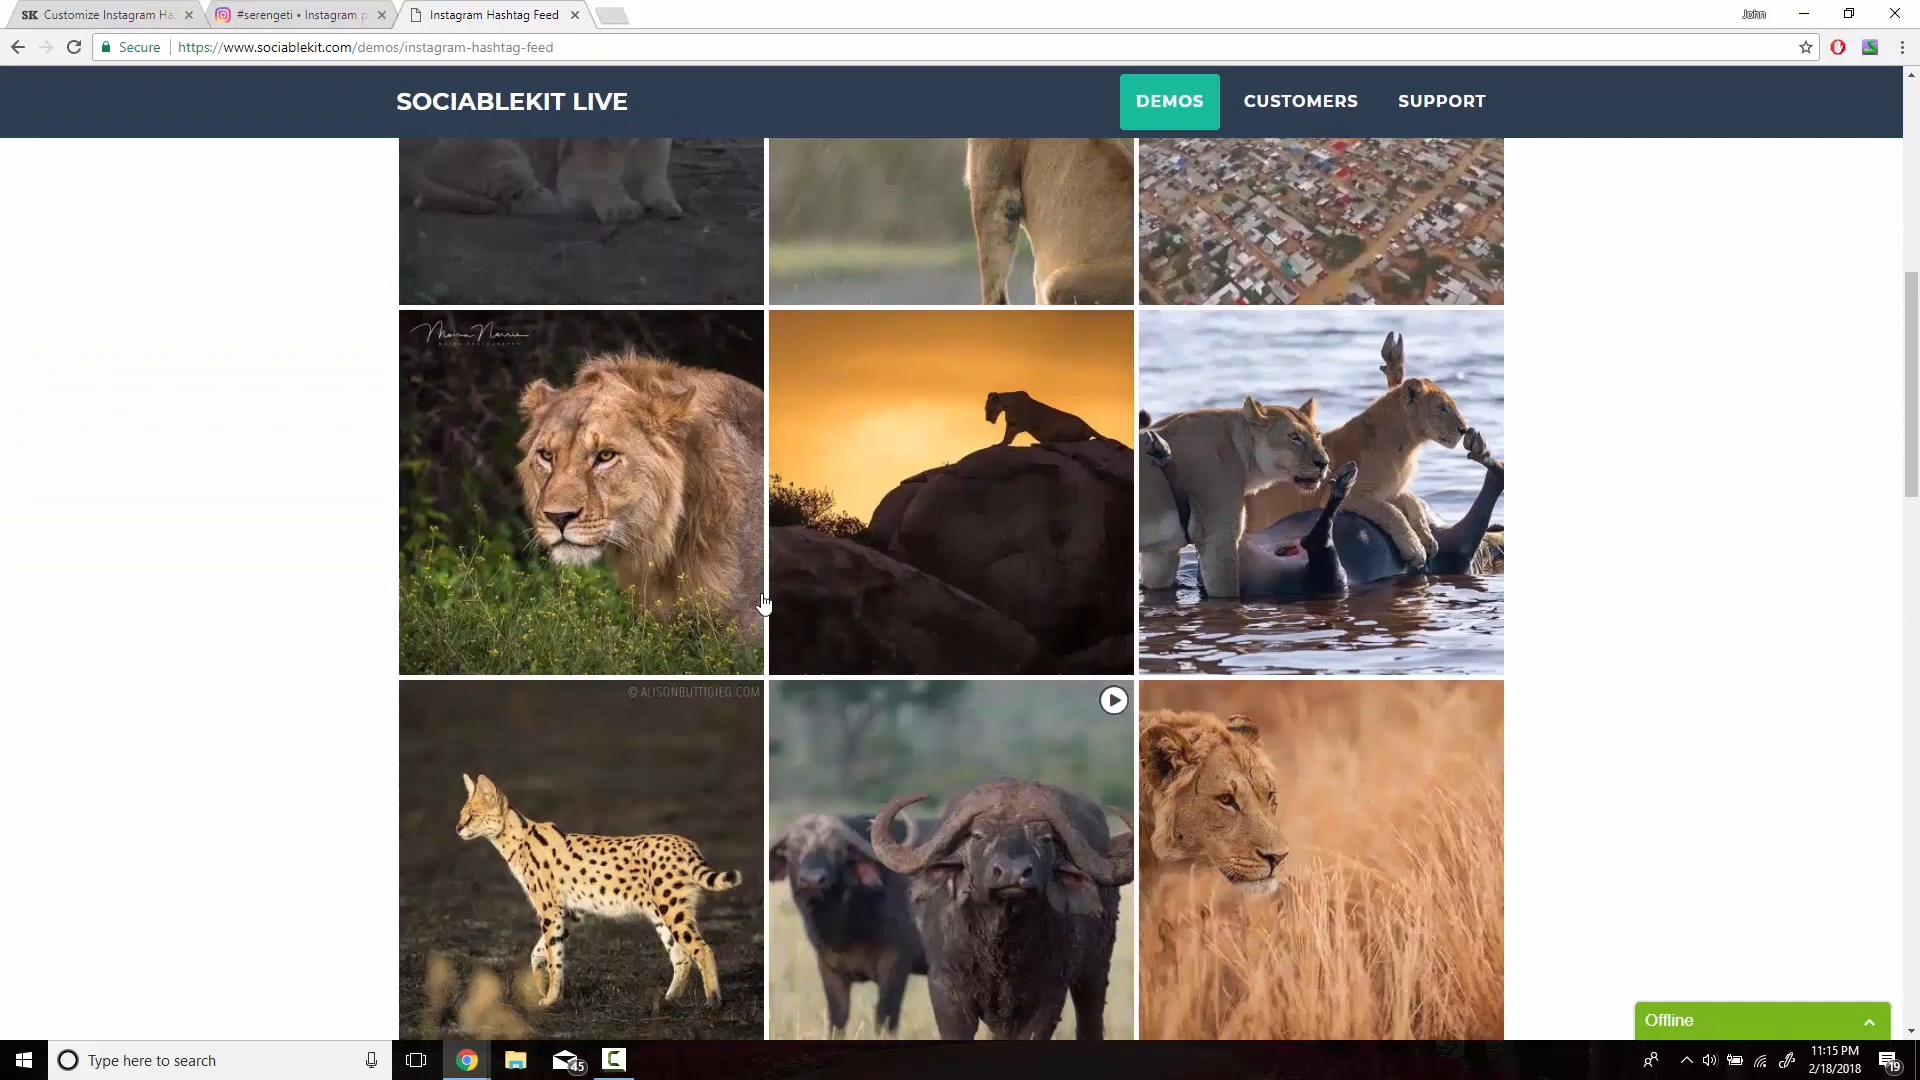 SK Customize Instagram Ha
#serengeti • Instagram p
Instagram Hashtag Feed
John
Secure
https://www.sociablekit.com/demos/instagram-hashtag-feed
SOCIABLEKIT LIVE
DEMOS
CUSTOMERS
SUPPORT
© ALISONBUTTIGIEG.COM
Offline
Type here to search
45
11:15 PM
2/18/2018
19